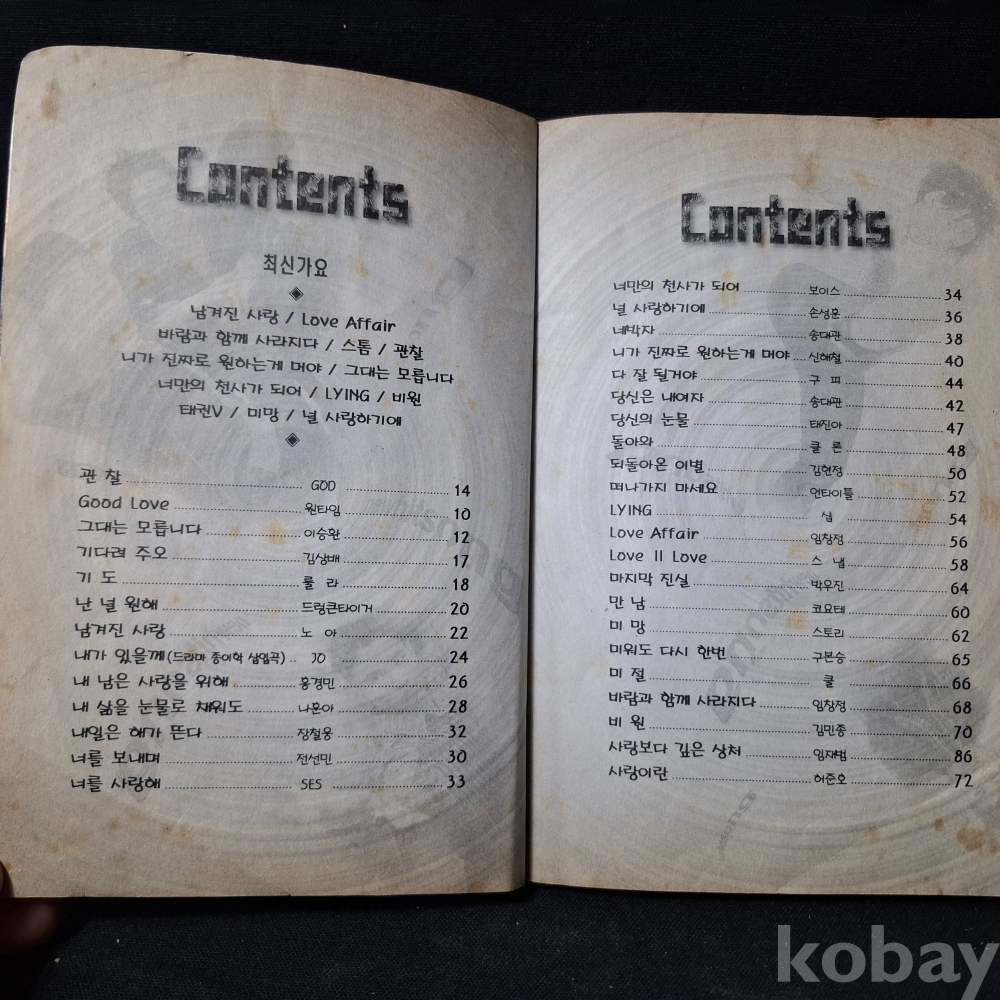 Contents
최신가요
◈
남겨진 사랑 / Love Affair
바람과 함께 사라지다 / 스톰 / 관찰
니가 진짜로 원하는게 머야 / 그대는 모릅니다
너만의 천사가 되어 / LYING / 비원
태권V / 미망 / 널 사랑하기에
◈
관 찰 GOD 14
Good Love 원타임 10
그대는 모릅니다 이승환 12
기다려 주오 김상배 17
기 도 룰 라 18
난 널 원해 드렁큰타이거 20
남겨진 사랑 노 아 22
내가 있을께 (드라마 종이학 삽입곡) JO 24
내 남은 사랑을 위해 홍경민 26
내 삶을 눈물로 채워도 나훈아 28
내일은 해가 뜬다 장철웅 32
너를 보내며 전선민 30
너를 사랑해 SES 33
Contents
너만의 천사가 되어 보이스 34
널 사랑하기에 손성훈 36
네박자 송대관 38
니가 진짜로 원하는게 머야 신해철 40
다 잘 될거야 구 피 44
당신은 내여자 송대관 42
당신의 눈물 태진아 47
돌아와 클 론 48
되돌아온 이별 김현정 50
떠나가지 마세요 언타이틀 52
LYING 샵 54
Love Affair 임창정 56
Love II Love 스 냅 58
마지막 진실 박우진 64
만 남 코요테 60
미 망 스토리 62
미워도 다시 한번 구본승 65
미 절 쿨 66
바람과 함께 사라지다 임창정 68
비 원 김민종 70
사랑보다 깊은 상처 임재범 86
사랑이란 허준호 72
kobay